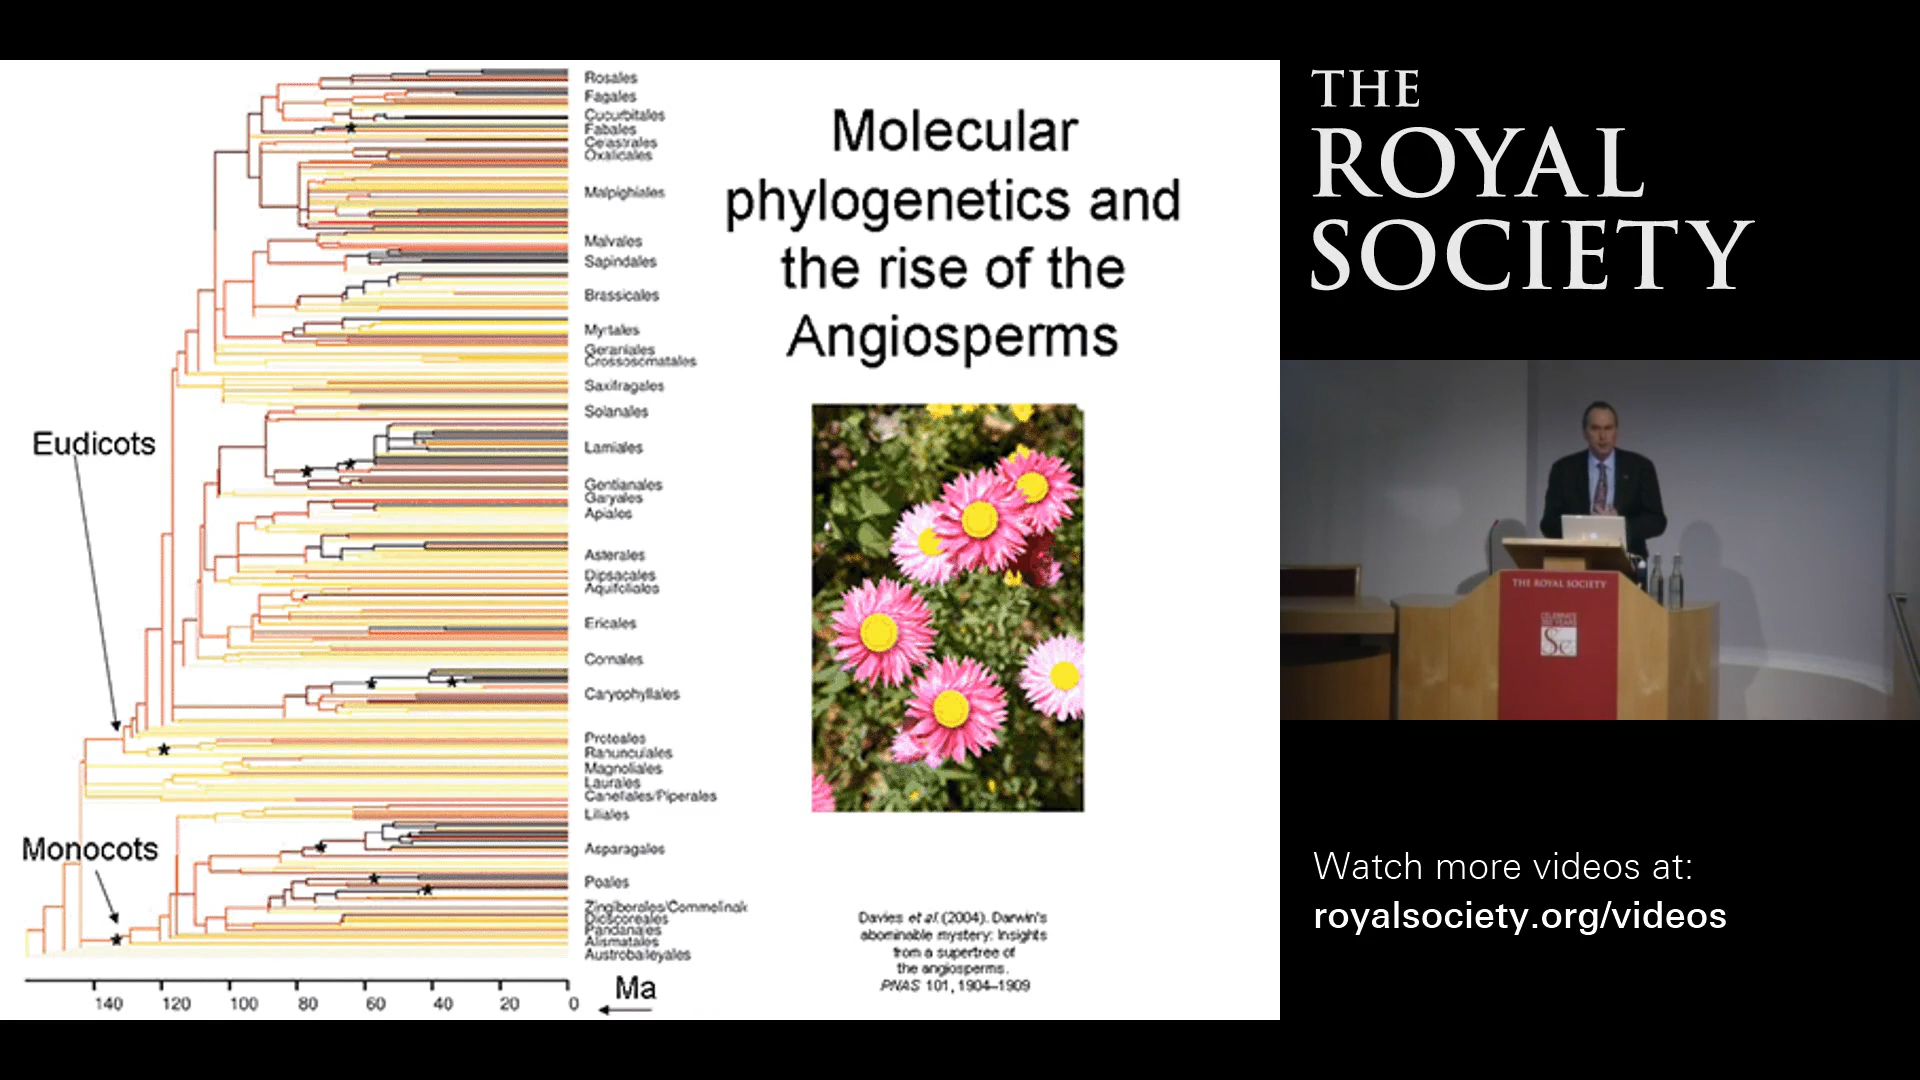 Rosales
Fagales
Cucurbitales
Fabales
Celastrales
Oxalicales
Malpighiales
Malvales
Sapindales
Brassicales
Myrtales
Geraniales
Crossosomatales
Saxifragales
Solanales
Lamiales
Gentianales
Garyales
Apiales
Asterales
Dipsacales
Aquifoliales
Ericales
Cornales
Caryophyllales
Proteales
Ranunculales
Magnoliales
Laurales
Canellales/Piperales
Liliales
Asparagales
Poales
Zingiberales/Commelinak
Dioscoreales
Pandanales
Alismatales
Austrobaileyales
Eudicots
Monocots
140 120 100 80 60 40 20 0
Ma
Molecular
phylogenetics and
the rise of the
Angiosperms
Davies et al. (2004). Darwin's
abominable mystery: Insights
from a supertree of
the angiosperms.
PNAS 101, 1904–1909
THE
ROYAL
SOCIETY
THE ROYAL SOCIETY
Watch more videos at:
royalsociety.org/videos